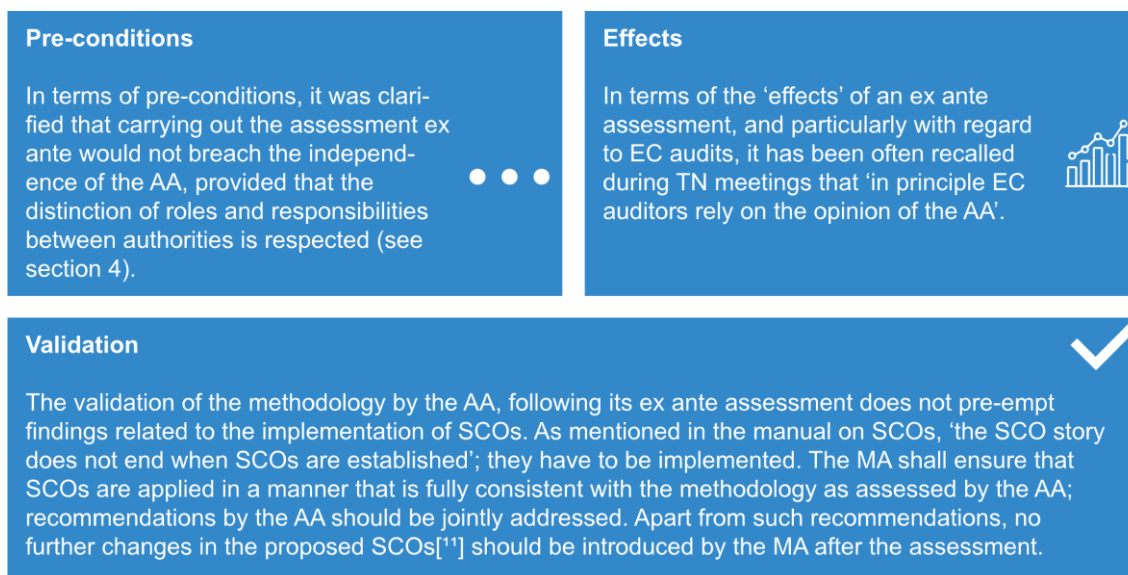 Pre-conditions
In terms of pre-conditions, it was clari-
fied that carrying out the assessment ex
ante would not breach the independ-
ence of the AA, provided that the
distinction of roles and responsibilities
between authorities is respected (see
section 4).
Effects
In terms of the ‘effects’ of an ex ante
assessment, and particularly with regard
to EC audits, it has been often recalled
during TN meetings that ‘in principle EC
auditors rely on the opinion of the AA’.
Validation
The validation of the methodology by the AA, following its ex ante assessment does not pre-empt
findings related to the implementation of SCOs. As mentioned in the manual on SCOs, ‘the SCO story
does not end when SCOs are established’; they have to be implemented. The MA shall ensure that
SCOs are applied in a manner that is fully consistent with the methodology as assessed by the AA;
recommendations by the AA should be jointly addressed. Apart from such recommendations, no
further changes in the proposed SCOs[¹¹] should be introduced by the MA after the assessment.